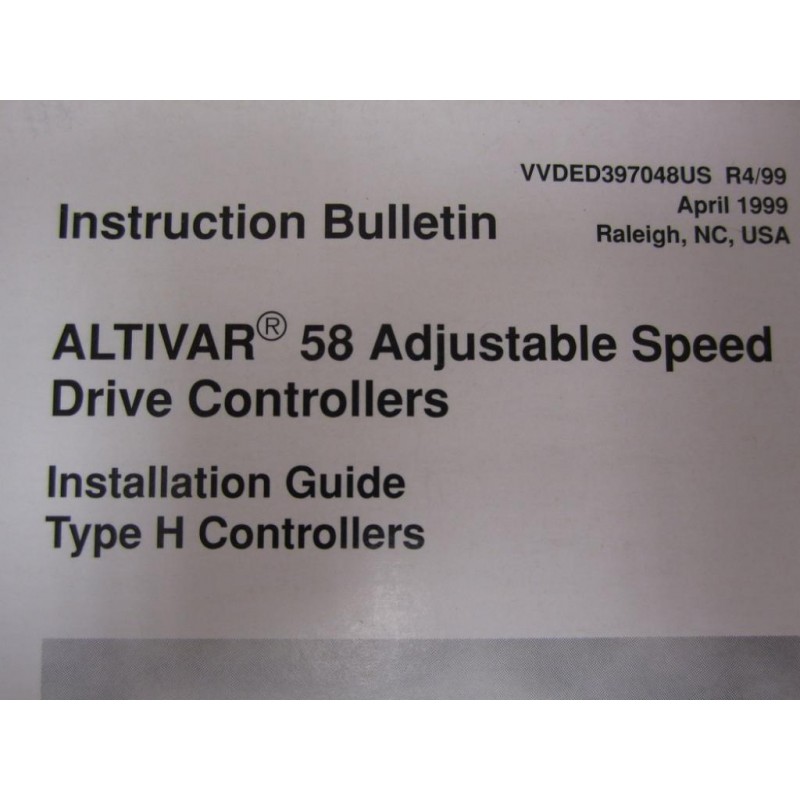 VVDED397048US R4/99
April 1999
Raleigh, NC, USA
Instruction Bulletin
ALTIVAR® 58 Adjustable Speed
Drive Controllers
Installation Guide
Type H Controllers